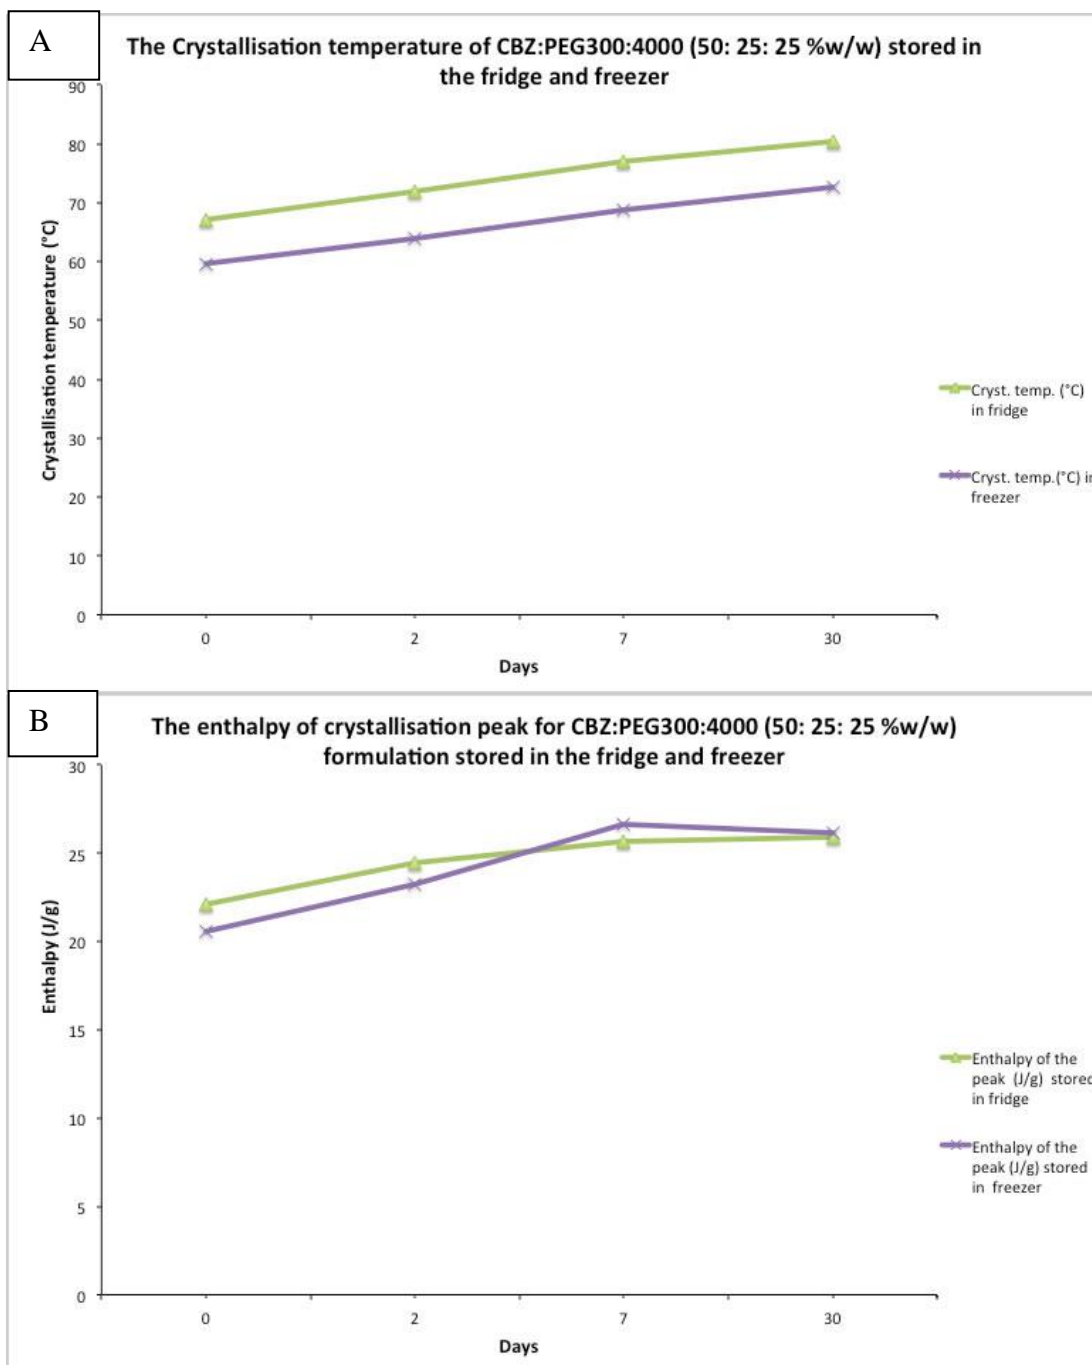 A
The Crystallisation temperature of CBZ:PEG300:4000 (50: 25: 25 %w/w) stored in
the fridge and freezer
90
80
70
60
50
40
30
20
10
0
Crystallisation temperature (°C)
0 2 7 30
Days
Cryst. temp. (°C)
in fridge
Cryst. temp.(°C) in
freezer
B
The enthalpy of crystallisation peak for CBZ:PEG300:4000 (50: 25: 25 %w/w)
formulation stored in the fridge and freezer
30
25
20
15
10
5
0
Enthalpy (J/g)
0 2 7 30
Days
Enthalpy of the
peak (J/g) stored
in fridge
Enthalpy of the
peak (J/g) stored
in freezer